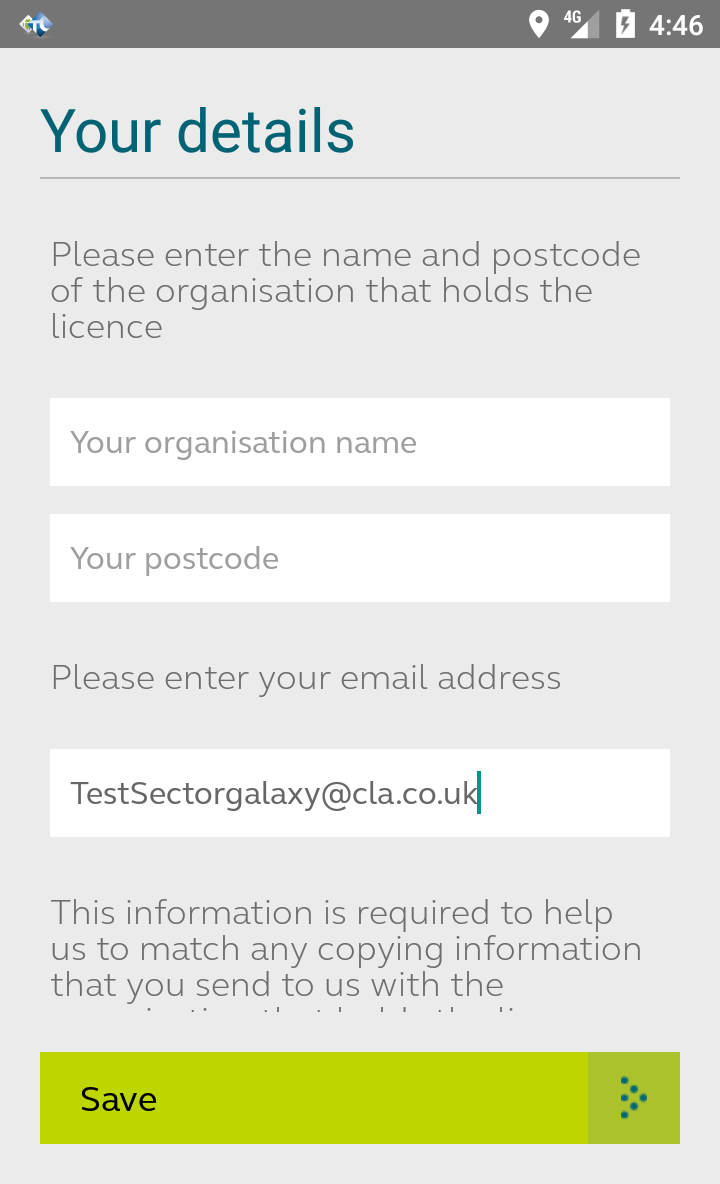 4G 4:46
Your details
Please enter the name and postcode
of the organisation that holds the
licence
Your organisation name
Your postcode
Please enter your email address
TestSectorgalaxy@cla.co.uk
This information is required to help
us to match any copying information
that you send to us with the
Save